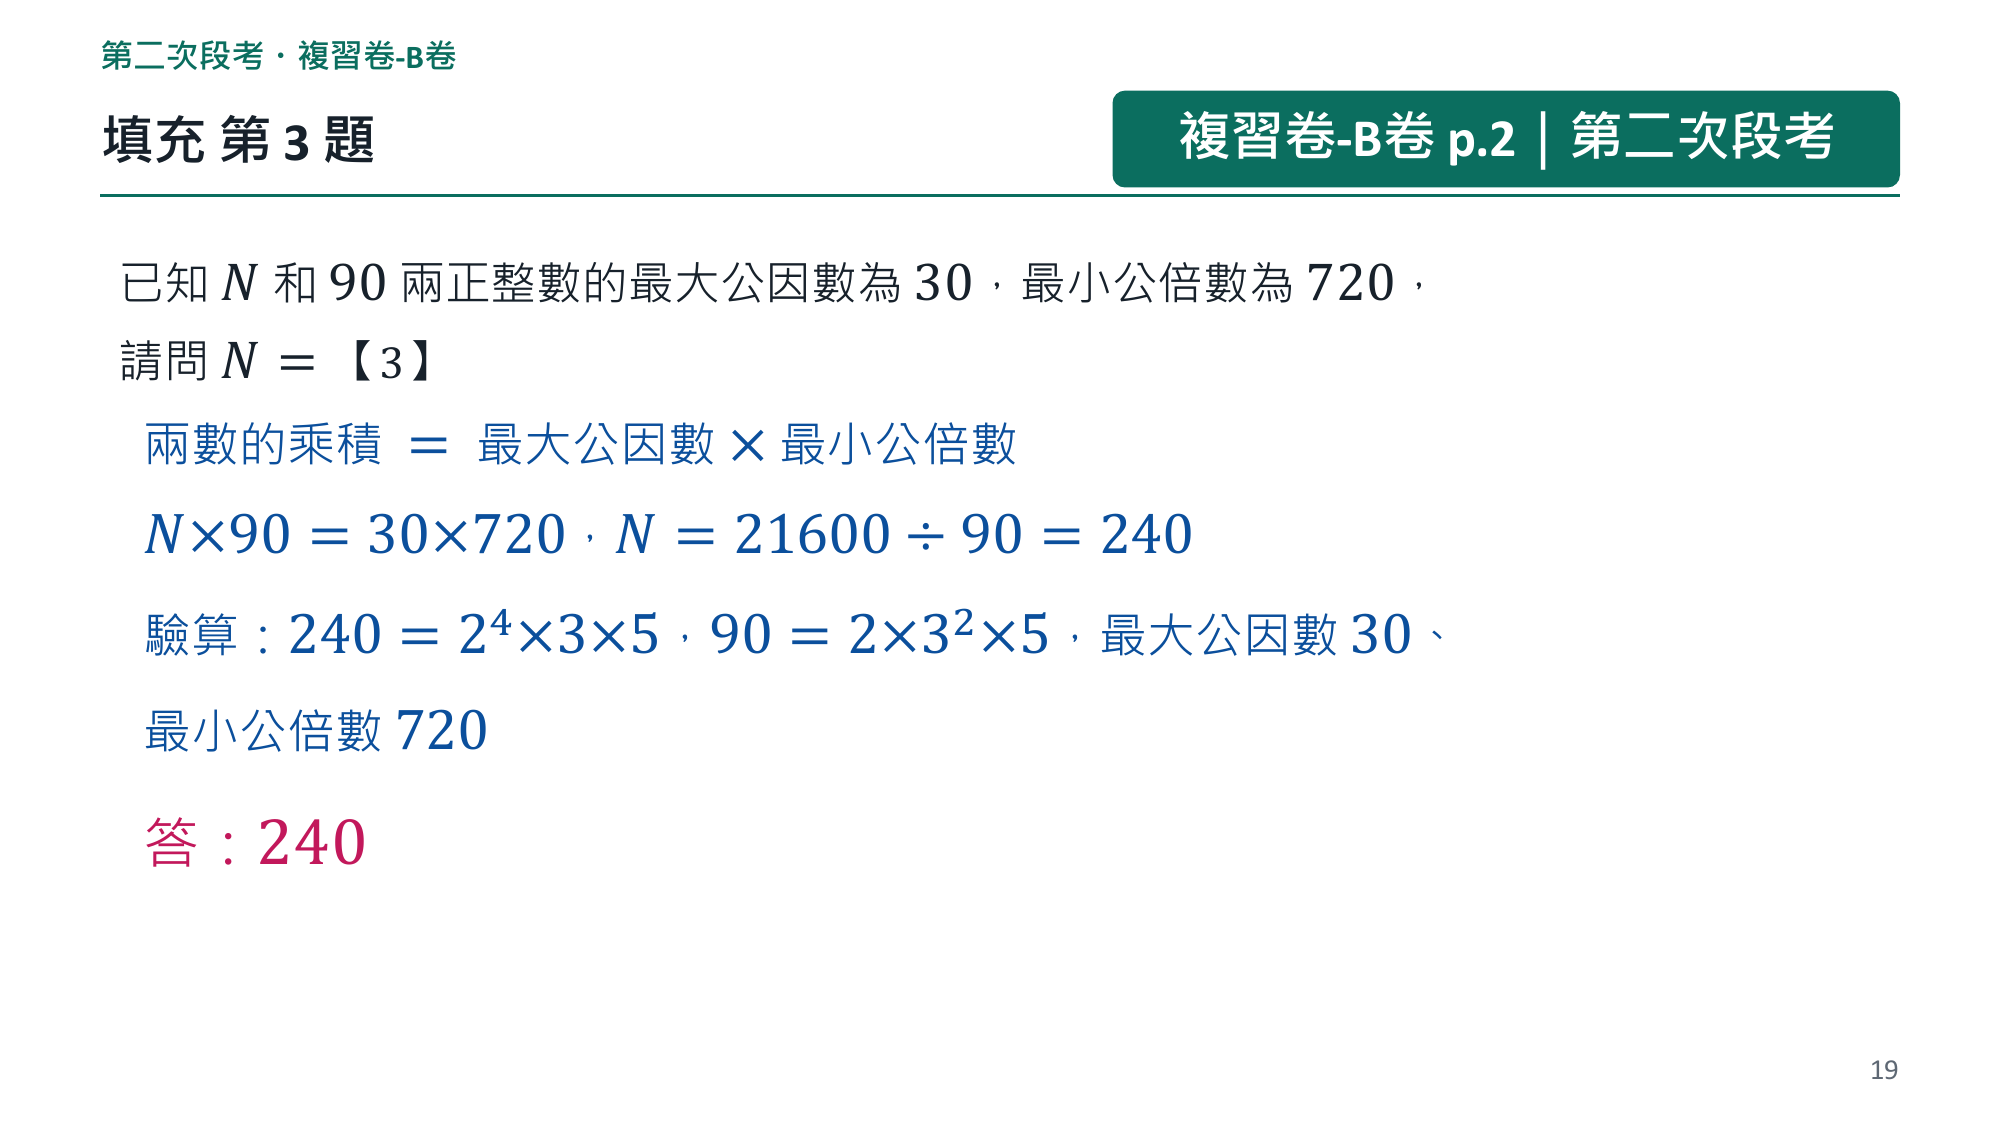 第二次段考・複習卷-B卷
填充 第 3 題
複習卷-B卷 p.2｜第二次段考
已知 N 和 90 兩正整數的最大公因數為 30，最小公倍數為 720，
請問 N = 【3】
兩數的乘積 = 最大公因數 × 最小公倍數
N×90 = 30×720，N = 21600 ÷ 90 = 240
驗算：240 = 2⁴×3×5，90 = 2×3²×5，最大公因數 30、
最小公倍數 720
答：240
19